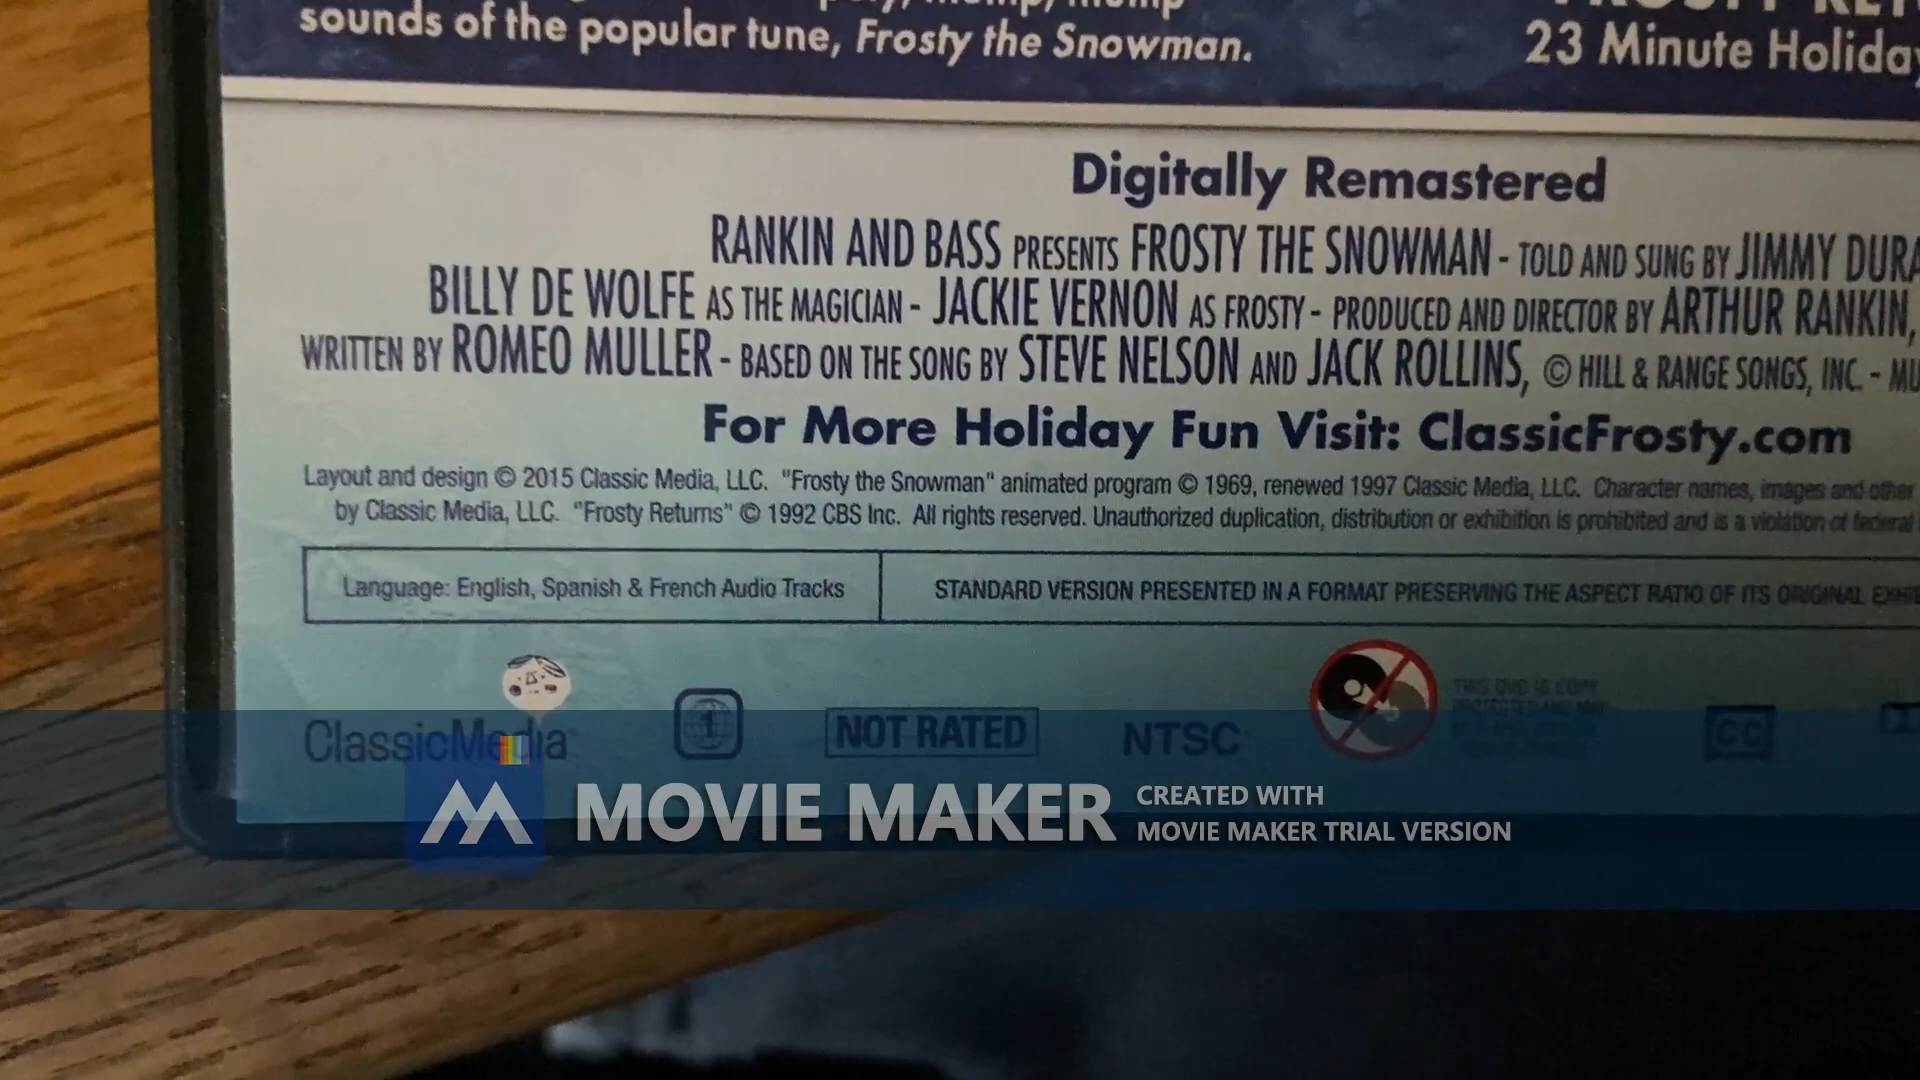 sounds of the popular tune, Frosty the Snowman.
23 Minute Holiday
Digitally Remastered
RANKIN AND BASS PRESENTS FROSTY THE SNOWMAN - TOLD AND SUNG BY JIMMY DURA
BILLY DE WOLFE AS THE MAGICIAN - JACKIE VERNON AS FROSTY - PRODUCED AND DIRECTOR BY ARTHUR RANKIN,
WRITTEN BY ROMEO MULLER - BASED ON THE SONG BY STEVE NELSON AND JACK ROLLINS, © HILL & RANGE SONGS, INC. - MU
For More Holiday Fun Visit: ClassicFrosty.com
Layout and design © 2015 Classic Media, LLC. "Frosty the Snowman" animated program © 1969, renewed 1997 Classic Media, LLC. Character names, images and other
by Classic Media, LLC. "Frosty Returns" © 1992 CBS Inc. All rights reserved. Unauthorized duplication, distribution or exhibition is prohibited and is a violation of federal
Language: English, Spanish & French Audio Tracks
STANDARD VERSION PRESENTED IN A FORMAT PRESERVING THE ASPECT RATIO OF ITS ORIGINAL
THIS DVD IS COPY
ClassicMedia
1
NOT RATED
NTSC
CC
MOVIE MAKER
CREATED WITH
MOVIE MAKER TRIAL VERSION